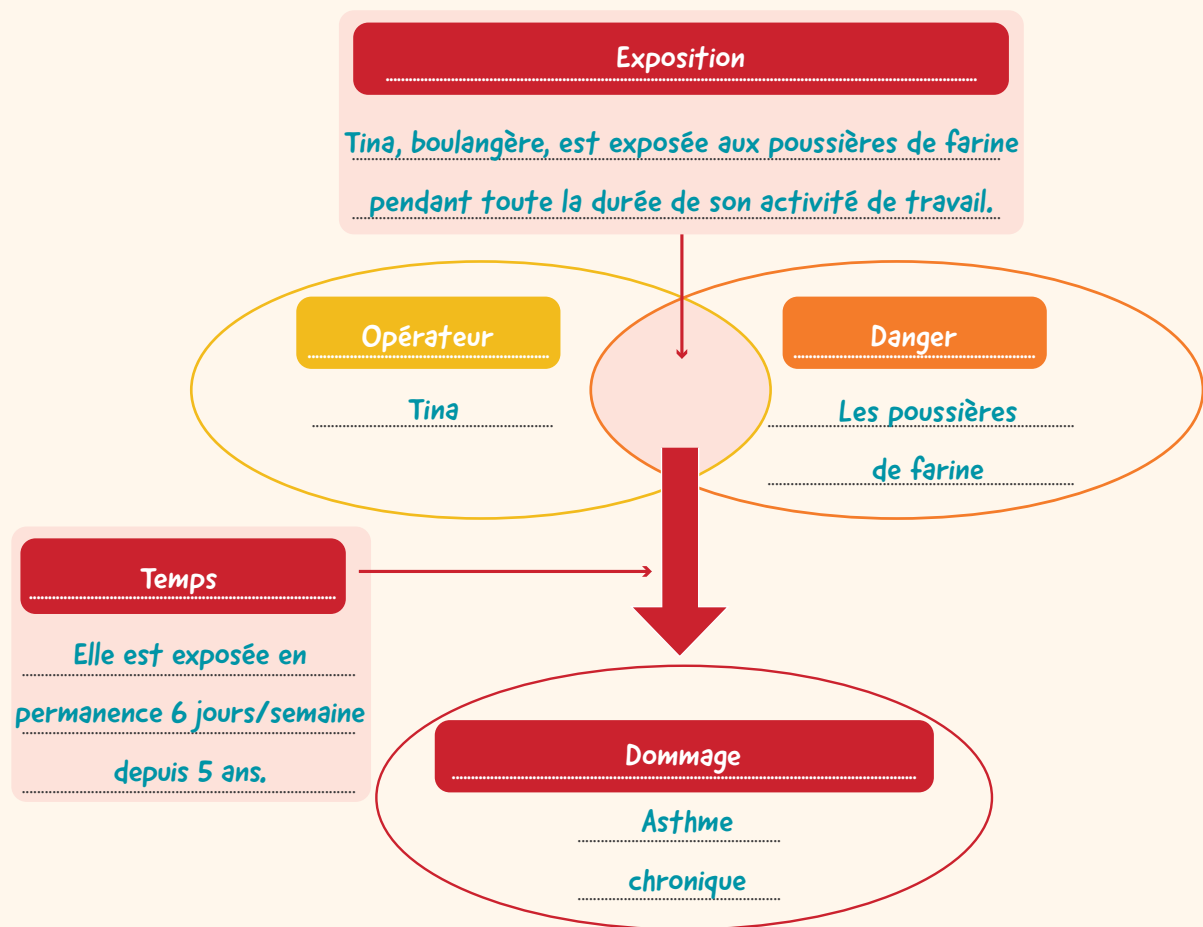 Exposition
Tina, boulangère, est exposée aux poussières de farine
pendant toute la durée de son activité de travail.
Opérateur
Tina
Danger
Les poussières
de farine
Temps
Elle est exposée en
permanence 6 jours/semaine
depuis 5 ans.
Dommage
Asthme
chronique